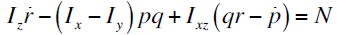 I_z ṙ − (I_x − I_y) pq + I_xz (qr − ṗ) = N